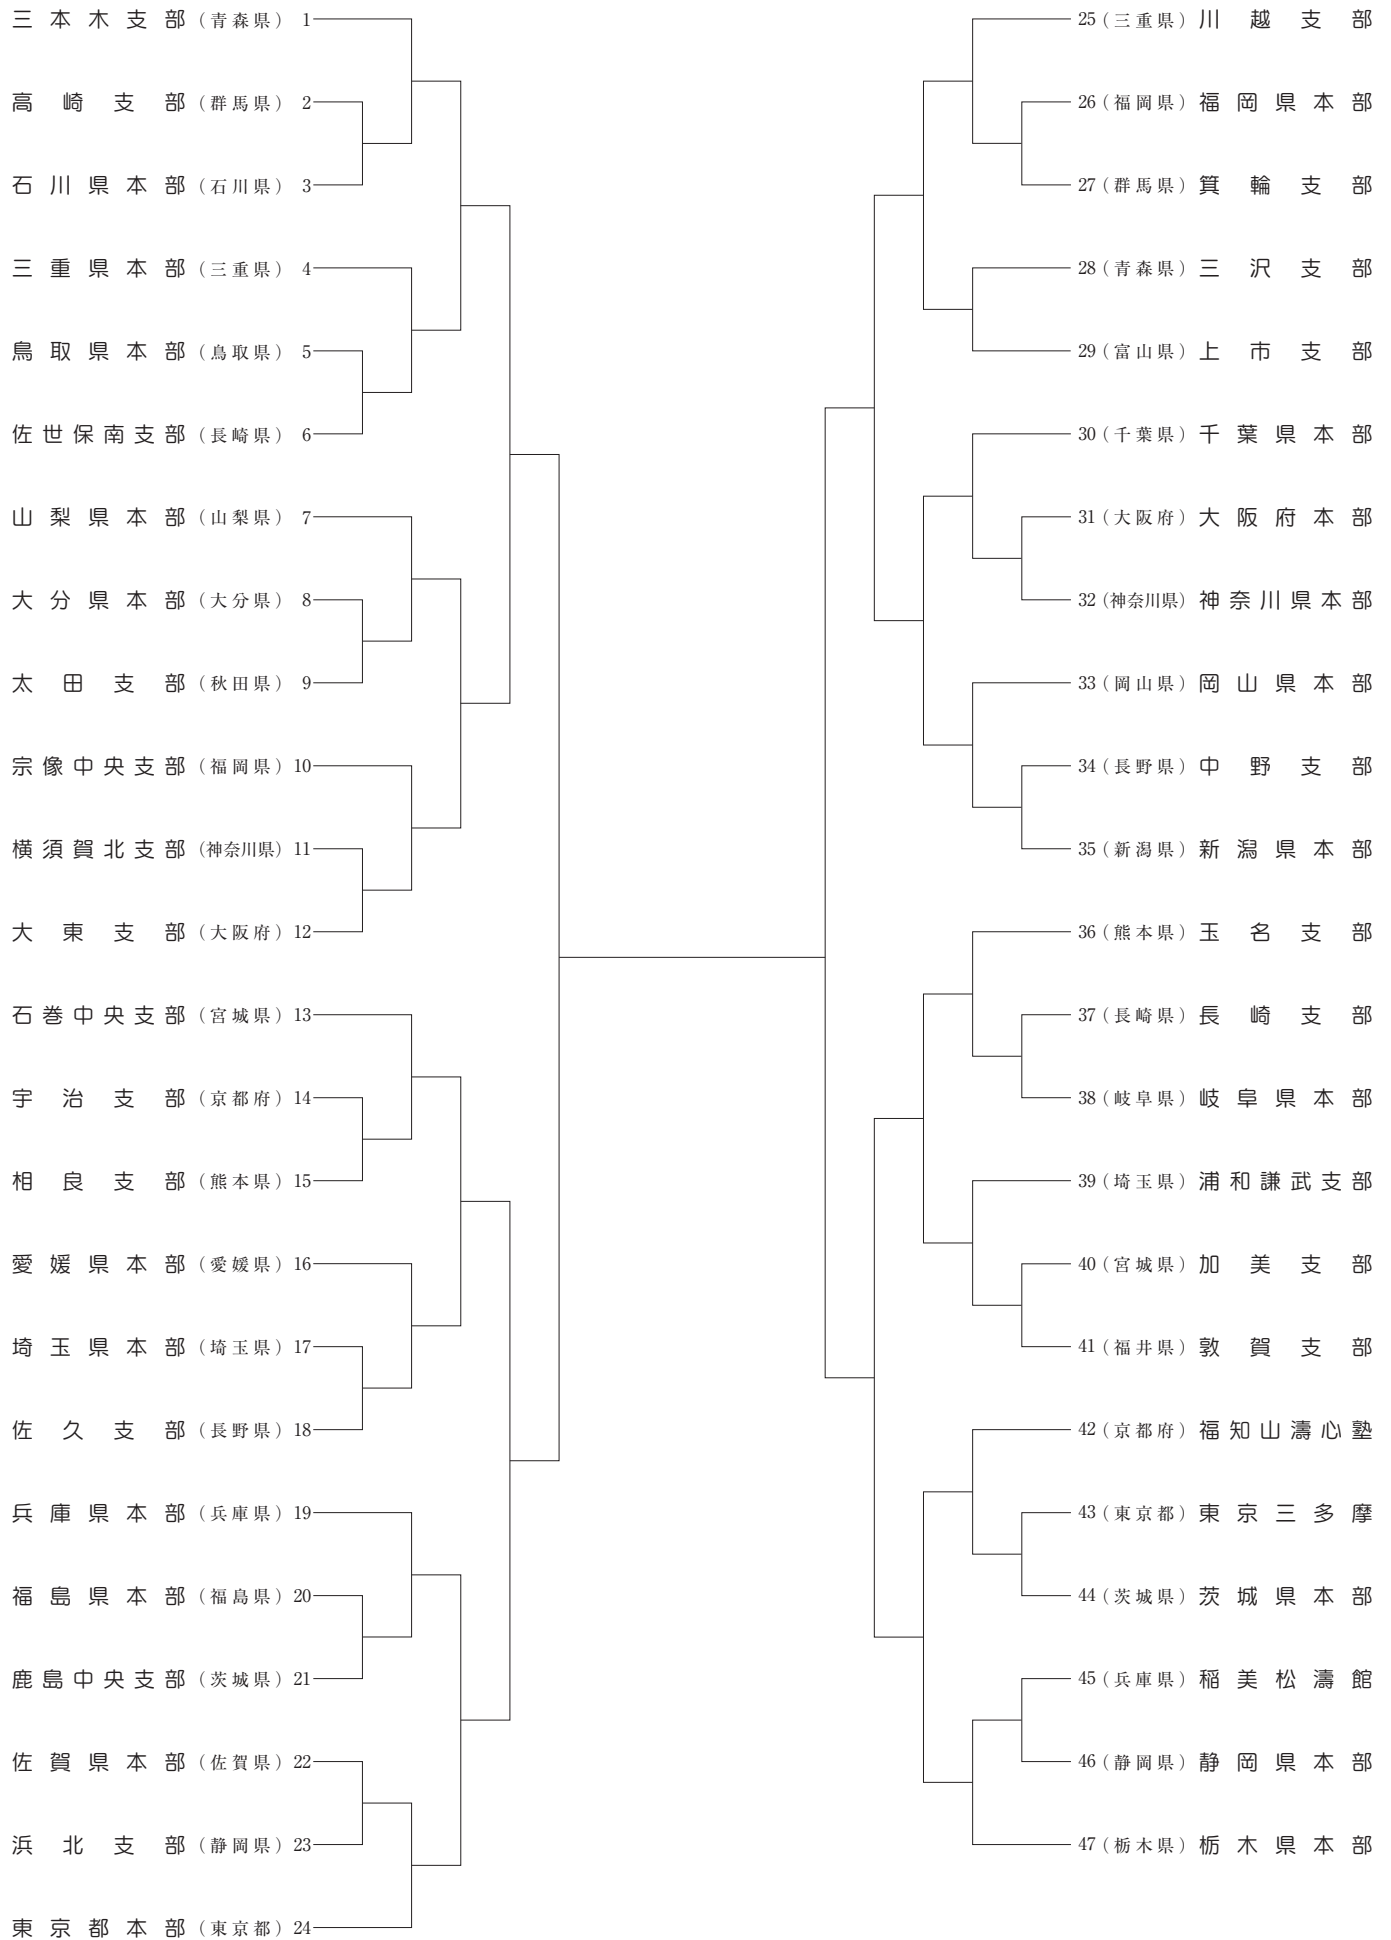 三本木支部（青森県）1
高崎支部（群馬県）2
石川県本部（石川県）3
三重県本部（三重県）4
鳥取県本部（鳥取県）5
佐世保南支部（長崎県）6
山梨県本部（山梨県）7
大分県本部（大分県）8
太田支部（秋田県）9
宗像中央支部（福岡県）10
横須賀北支部（神奈川県）11
大東支部（大阪府）12
石巻中央支部（宮城県）13
宇治支部（京都府）14
相良支部（熊本県）15
愛媛県本部（愛媛県）16
埼玉県本部（埼玉県）17
佐久支部（長野県）18
兵庫県本部（兵庫県）19
福島県本部（福島県）20
鹿島中央支部（茨城県）21
佐賀県本部（佐賀県）22
浜北支部（静岡県）23
東京都本部（東京都）24
25（三重県）川越支部
26（福岡県）福岡県本部
27（群馬県）箕輪支部
28（青森県）三沢支部
29（富山県）上市支部
30（千葉県）千葉県本部
31（大阪府）大阪府本部
32（神奈川県）神奈川県本部
33（岡山県）岡山県本部
34（長野県）中野支部
35（新潟県）新潟県本部
36（熊本県）玉名支部
37（長崎県）長崎支部
38（岐阜県）岐阜県本部
39（埼玉県）浦和謙武支部
40（宮城県）加美支部
41（福井県）敦賀支部
42（京都府）福知山濤心塾
43（東京都）東京三多摩
44（茨城県）茨城県本部
45（兵庫県）稲美松濤館
46（静岡県）静岡県本部
47（栃木県）栃木県本部